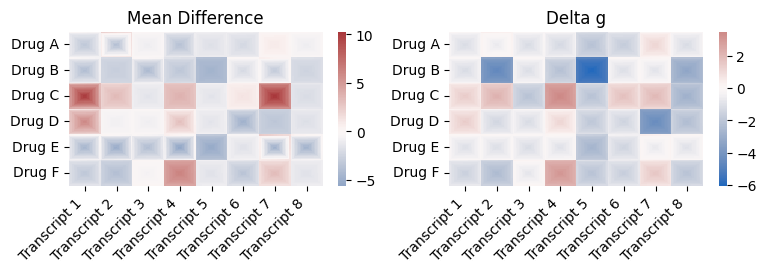 Mean Difference
Drug A
Drug B
Drug C
Drug D
Drug E
Drug F
Transcript 1
Transcript 2
Transcript 3
Transcript 4
Transcript 5
Transcript 6
Transcript 7
Transcript 8
10
5
0
−5
Delta g
Drug A
Drug B
Drug C
Drug D
Drug E
Drug F
Transcript 1
Transcript 2
Transcript 3
Transcript 4
Transcript 5
Transcript 6
Transcript 7
Transcript 8
2
0
−2
−4
−6